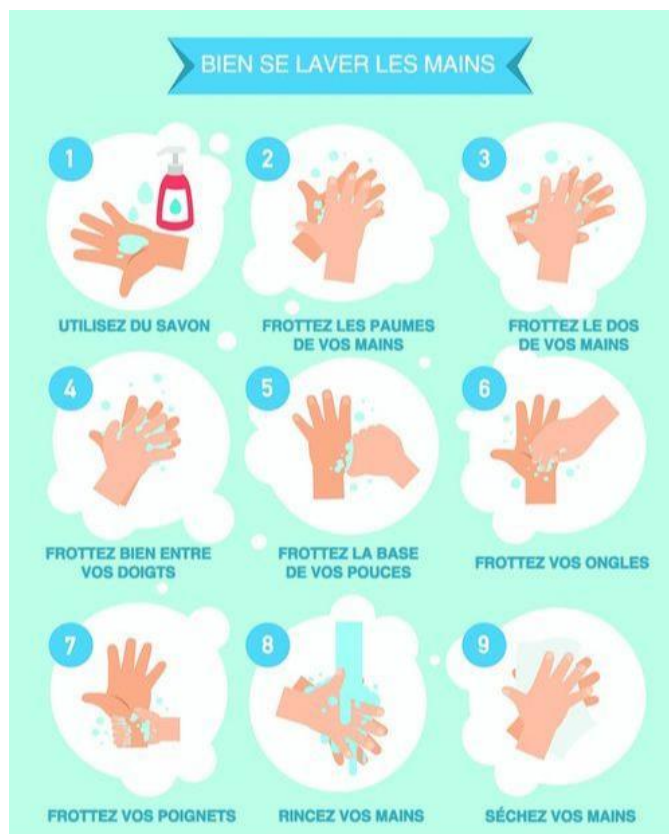 BIEN SE LAVER LES MAINS
1
UTILISEZ DU SAVON
2
FROTTEZ LES PAUMES
DE VOS MAINS
3
FROTTEZ LE DOS
DE VOS MAINS
4
FROTTEZ BIEN ENTRE
VOS DOIGTS
5
FROTTEZ LA BASE
DE VOS POUCES
6
FROTTEZ VOS ONGLES
7
FROTTEZ VOS POIGNETS
8
RINCEZ VOS MAINS
9
SÉCHEZ VOS MAINS